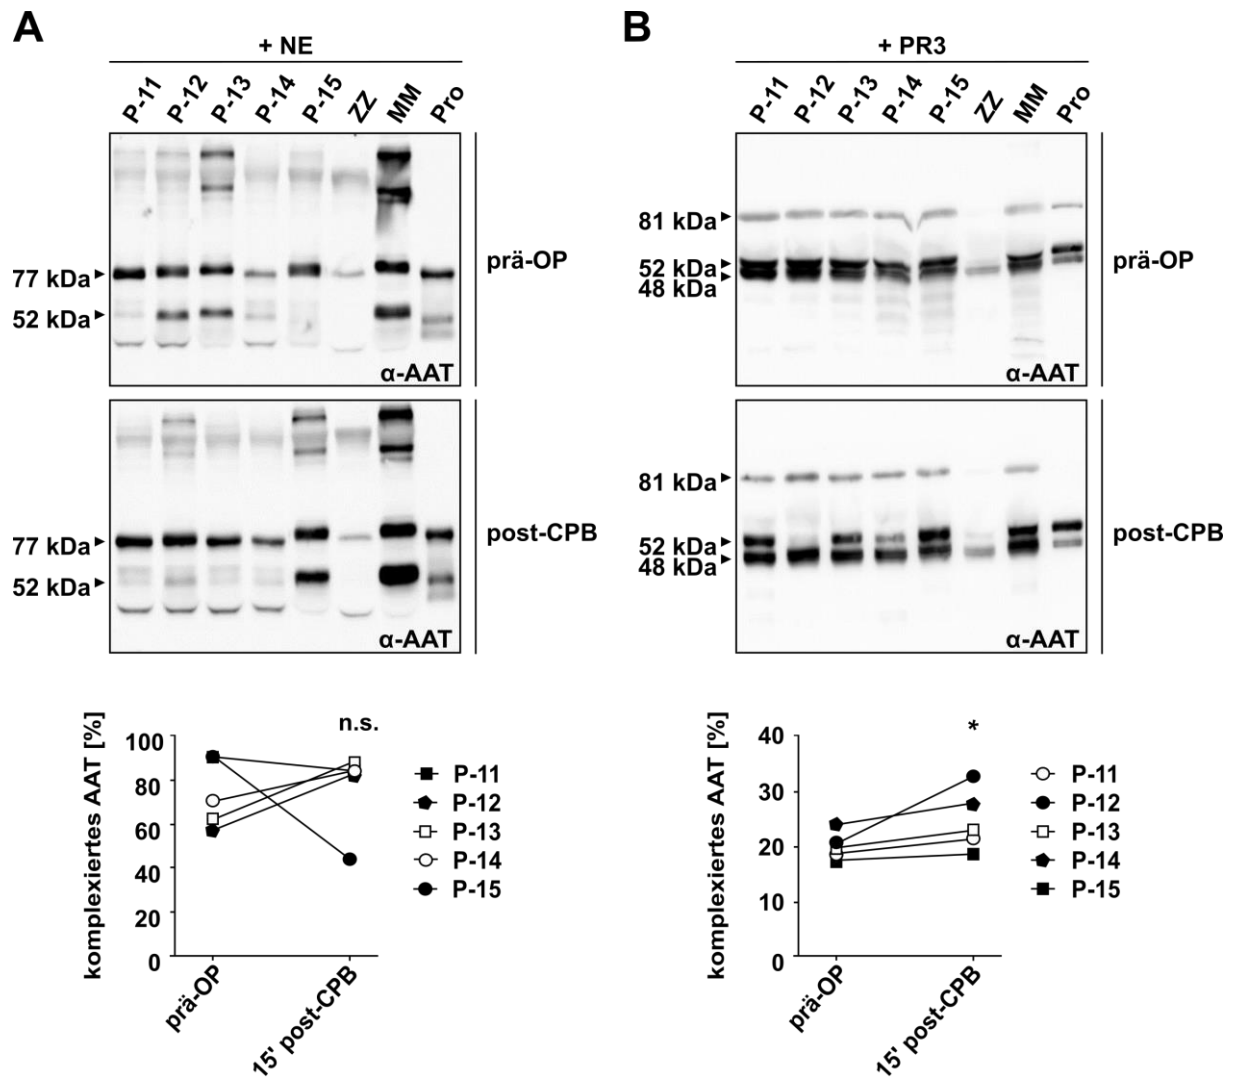 A
+ NE
P-11 P-12 P-13 P-14 P-15 ZZ MM Pro
77 kDa
52 kDa
α-AAT
prä-OP
77 kDa
52 kDa
α-AAT
post-CPB
komplexiertes AAT [%]
100
80
60
40
20
0
n.s.
prä-OP
15' post-CPB
P-11
P-12
P-13
P-14
P-15
B
+ PR3
P-11 P-12 P-13 P-14 P-15 ZZ MM Pro
81 kDa
52 kDa
48 kDa
α-AAT
prä-OP
81 kDa
52 kDa
48 kDa
α-AAT
post-CPB
komplexiertes AAT [%]
40
30
20
10
0
*
prä-OP
15' post-CPB
P-11
P-12
P-13
P-14
P-15